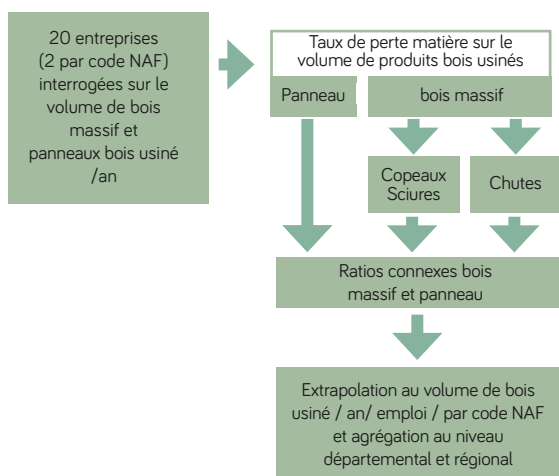 20 entreprises
(2 par code NAF)
interrogées sur le
volume de bois
massif et
panneaux bois usiné
/an
Taux de perte matière sur le
volume de produits bois usinés
Panneau
bois massif
Copeaux
Sciures
Chutes
Ratios connexes bois
massif et panneau
Extrapolation au volume de bois
usiné / an/ emploi / par code NAF
et agrégation au niveau
départemental et régional